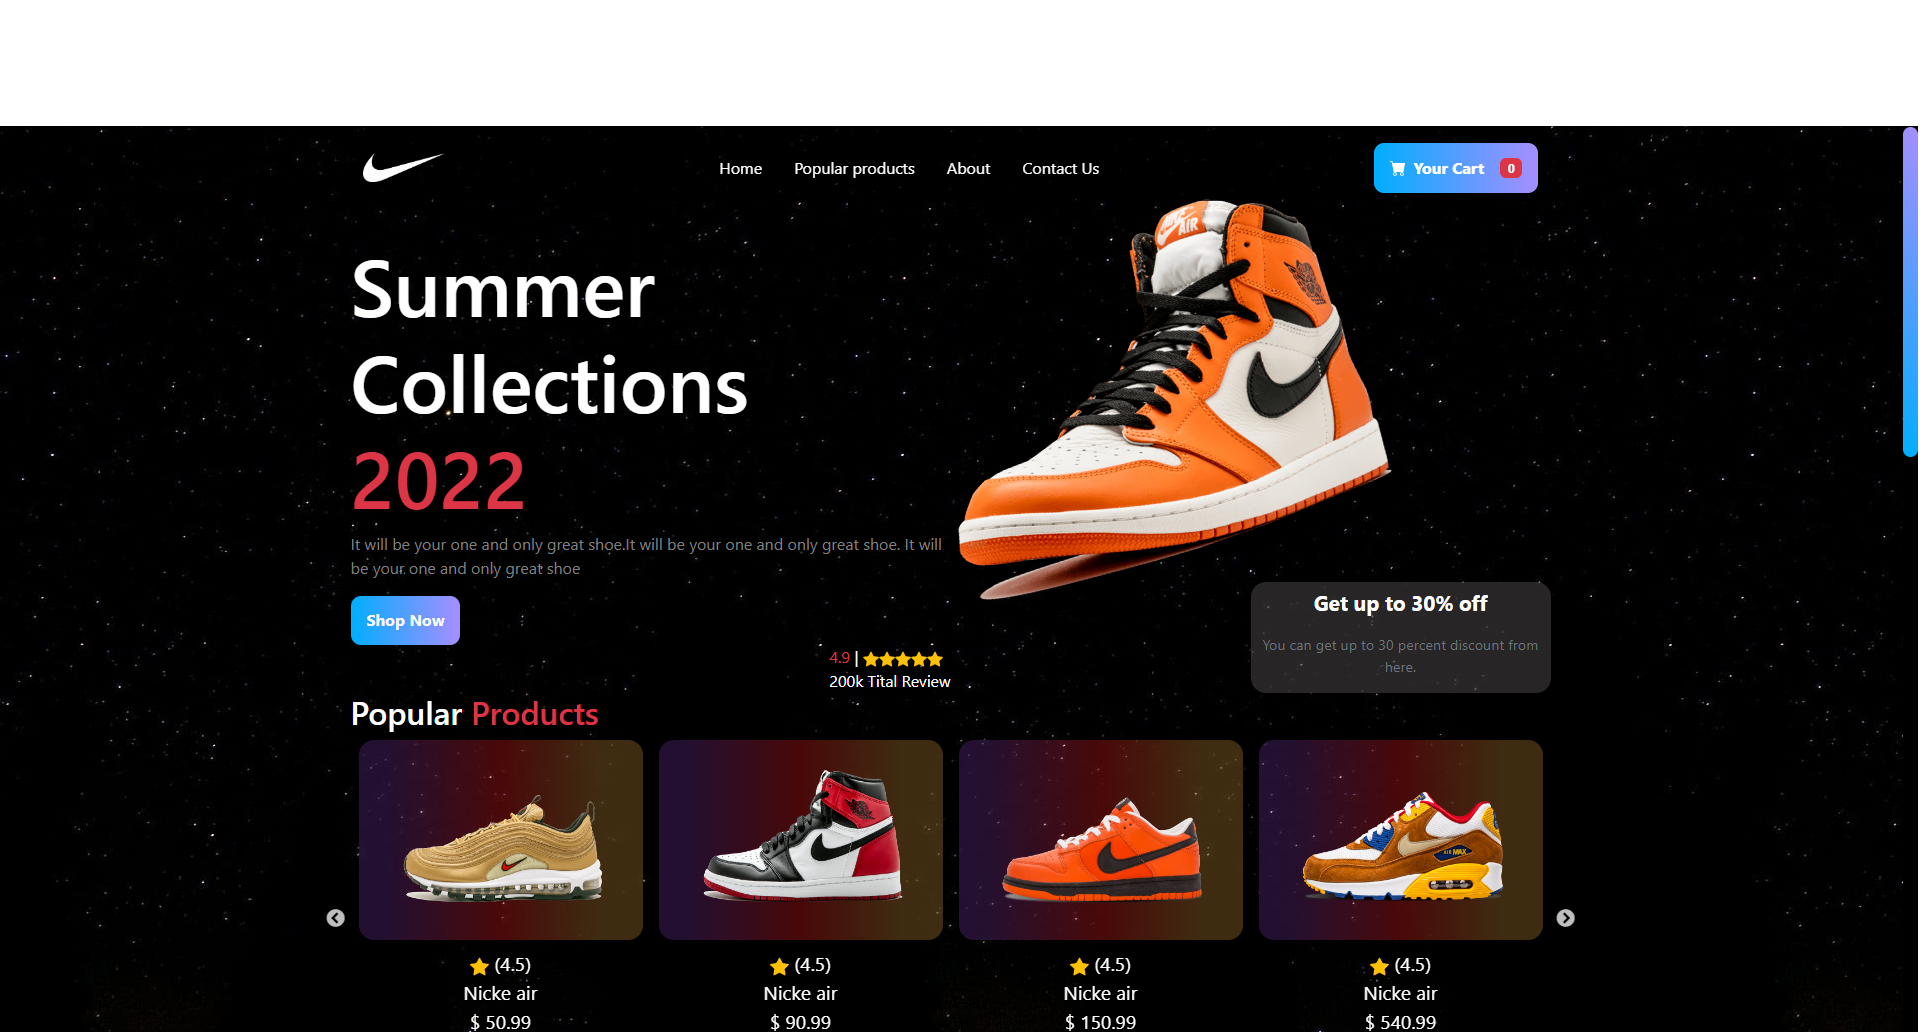 Home Popular products About Contact Us
Your Cart 0
NIKE
AIR
Summer
Collections
2022
It will be your one and only great shoe.It will be your one and only great shoe. It will
be your one and only great shoe
Shop Now
Get up to 30% off
You can get up to 30 percent discount from
here.
4.9 |
200k Tital Review
Popular Products
AIR MAX
(4.5) (4.5) (4.5) (4.5)
Nicke air Nicke air Nicke air Nicke air
$ 50.99 $ 90.99 $ 150.99 $ 540.99